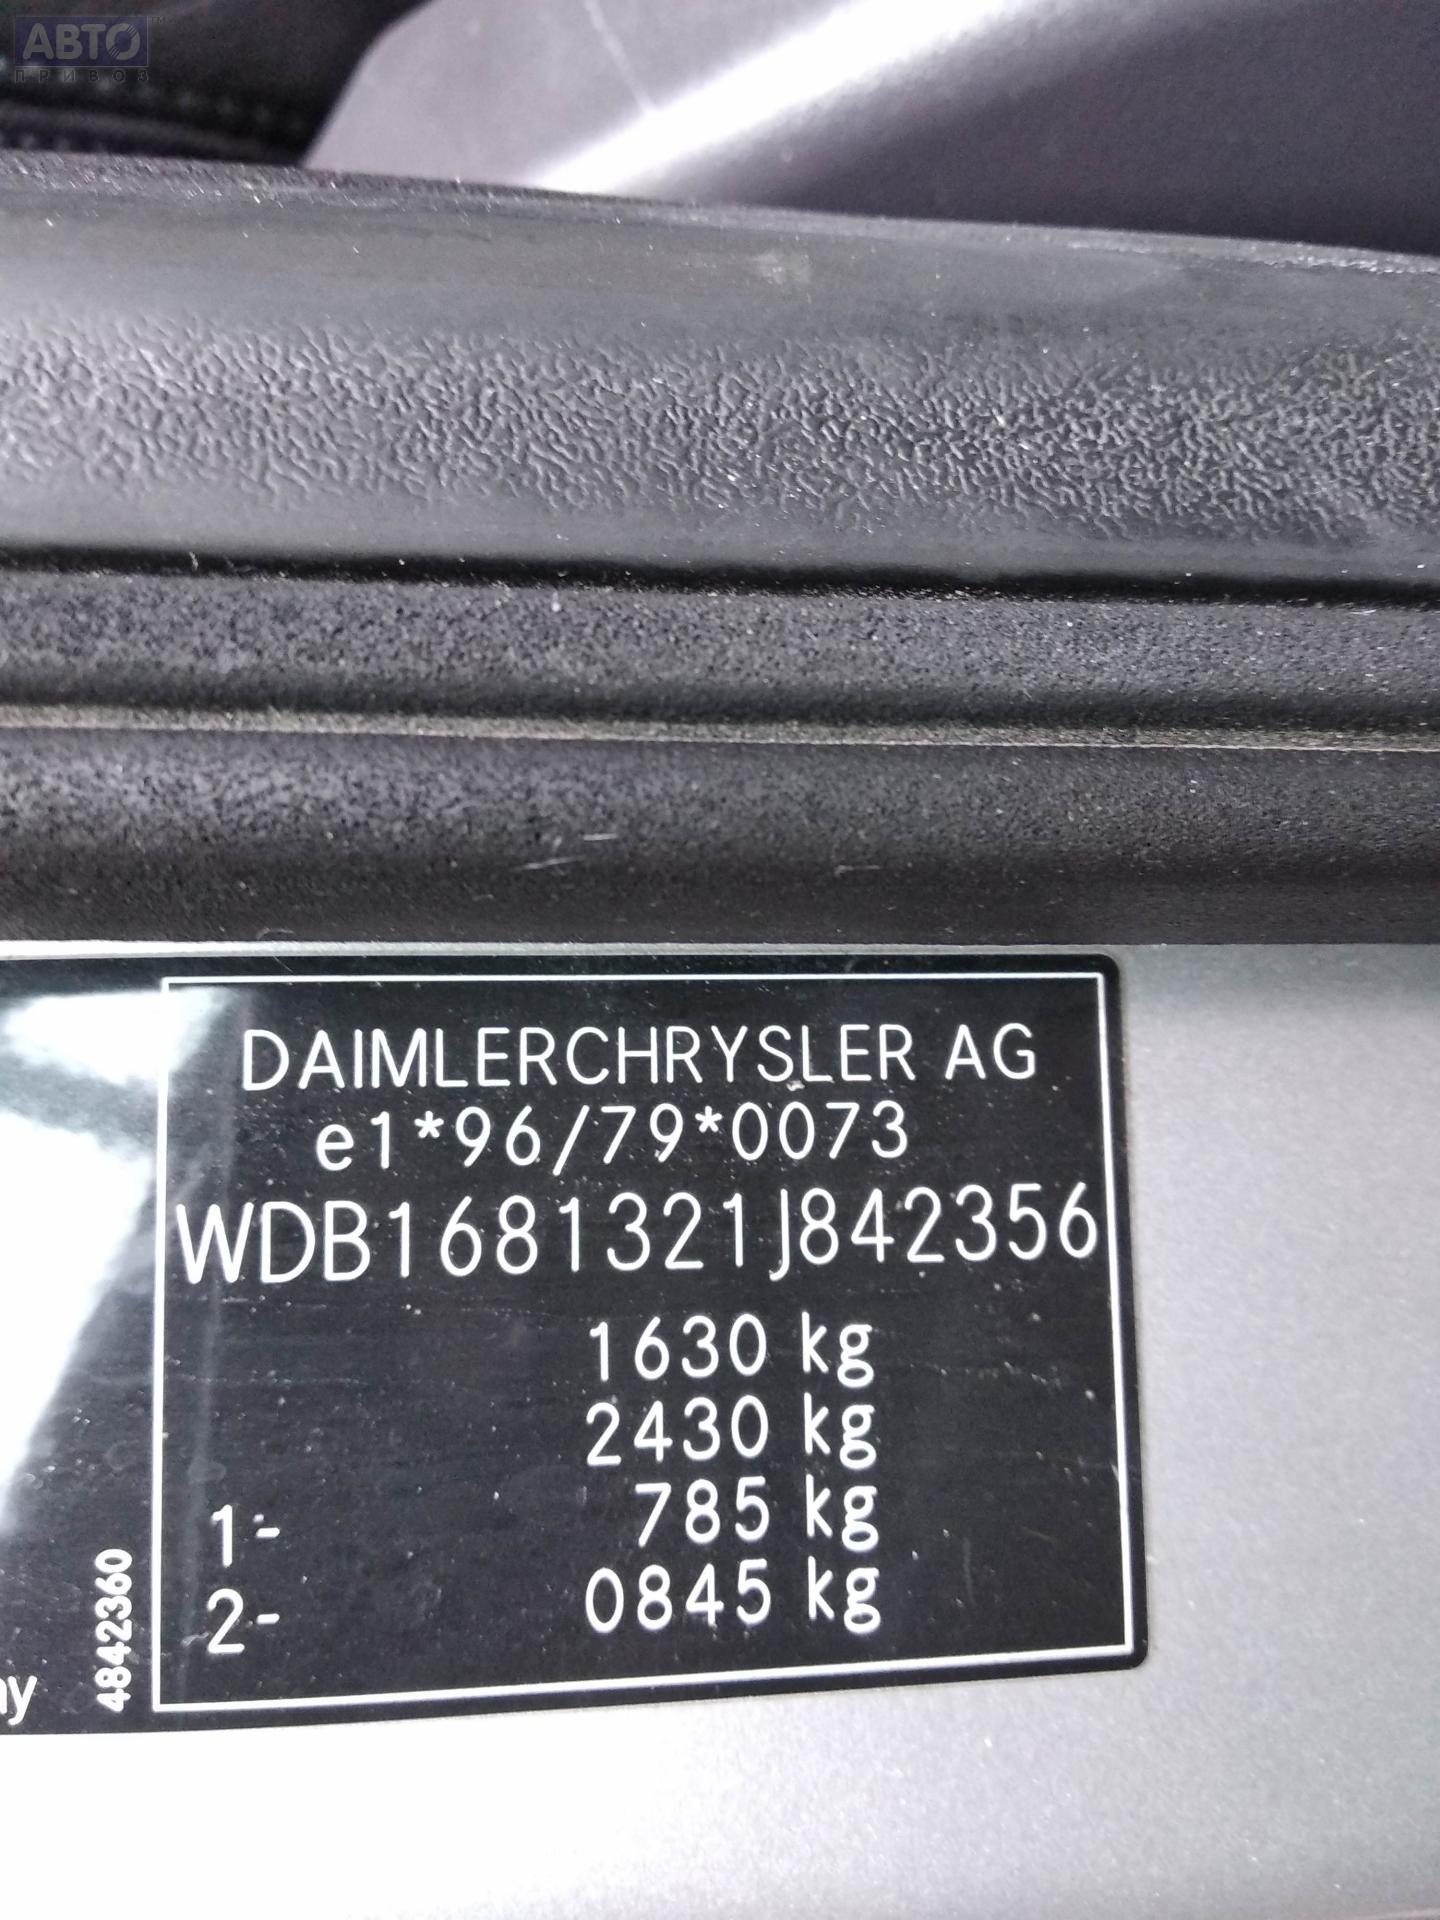 АВТО™
ПРИВОЗ
DAIMLERCHRYSLER AG
e1*96/79*0073
WDB1681321J842356
1630 kg
2430 kg
1- 785 kg
2- 0845 kg
4842360